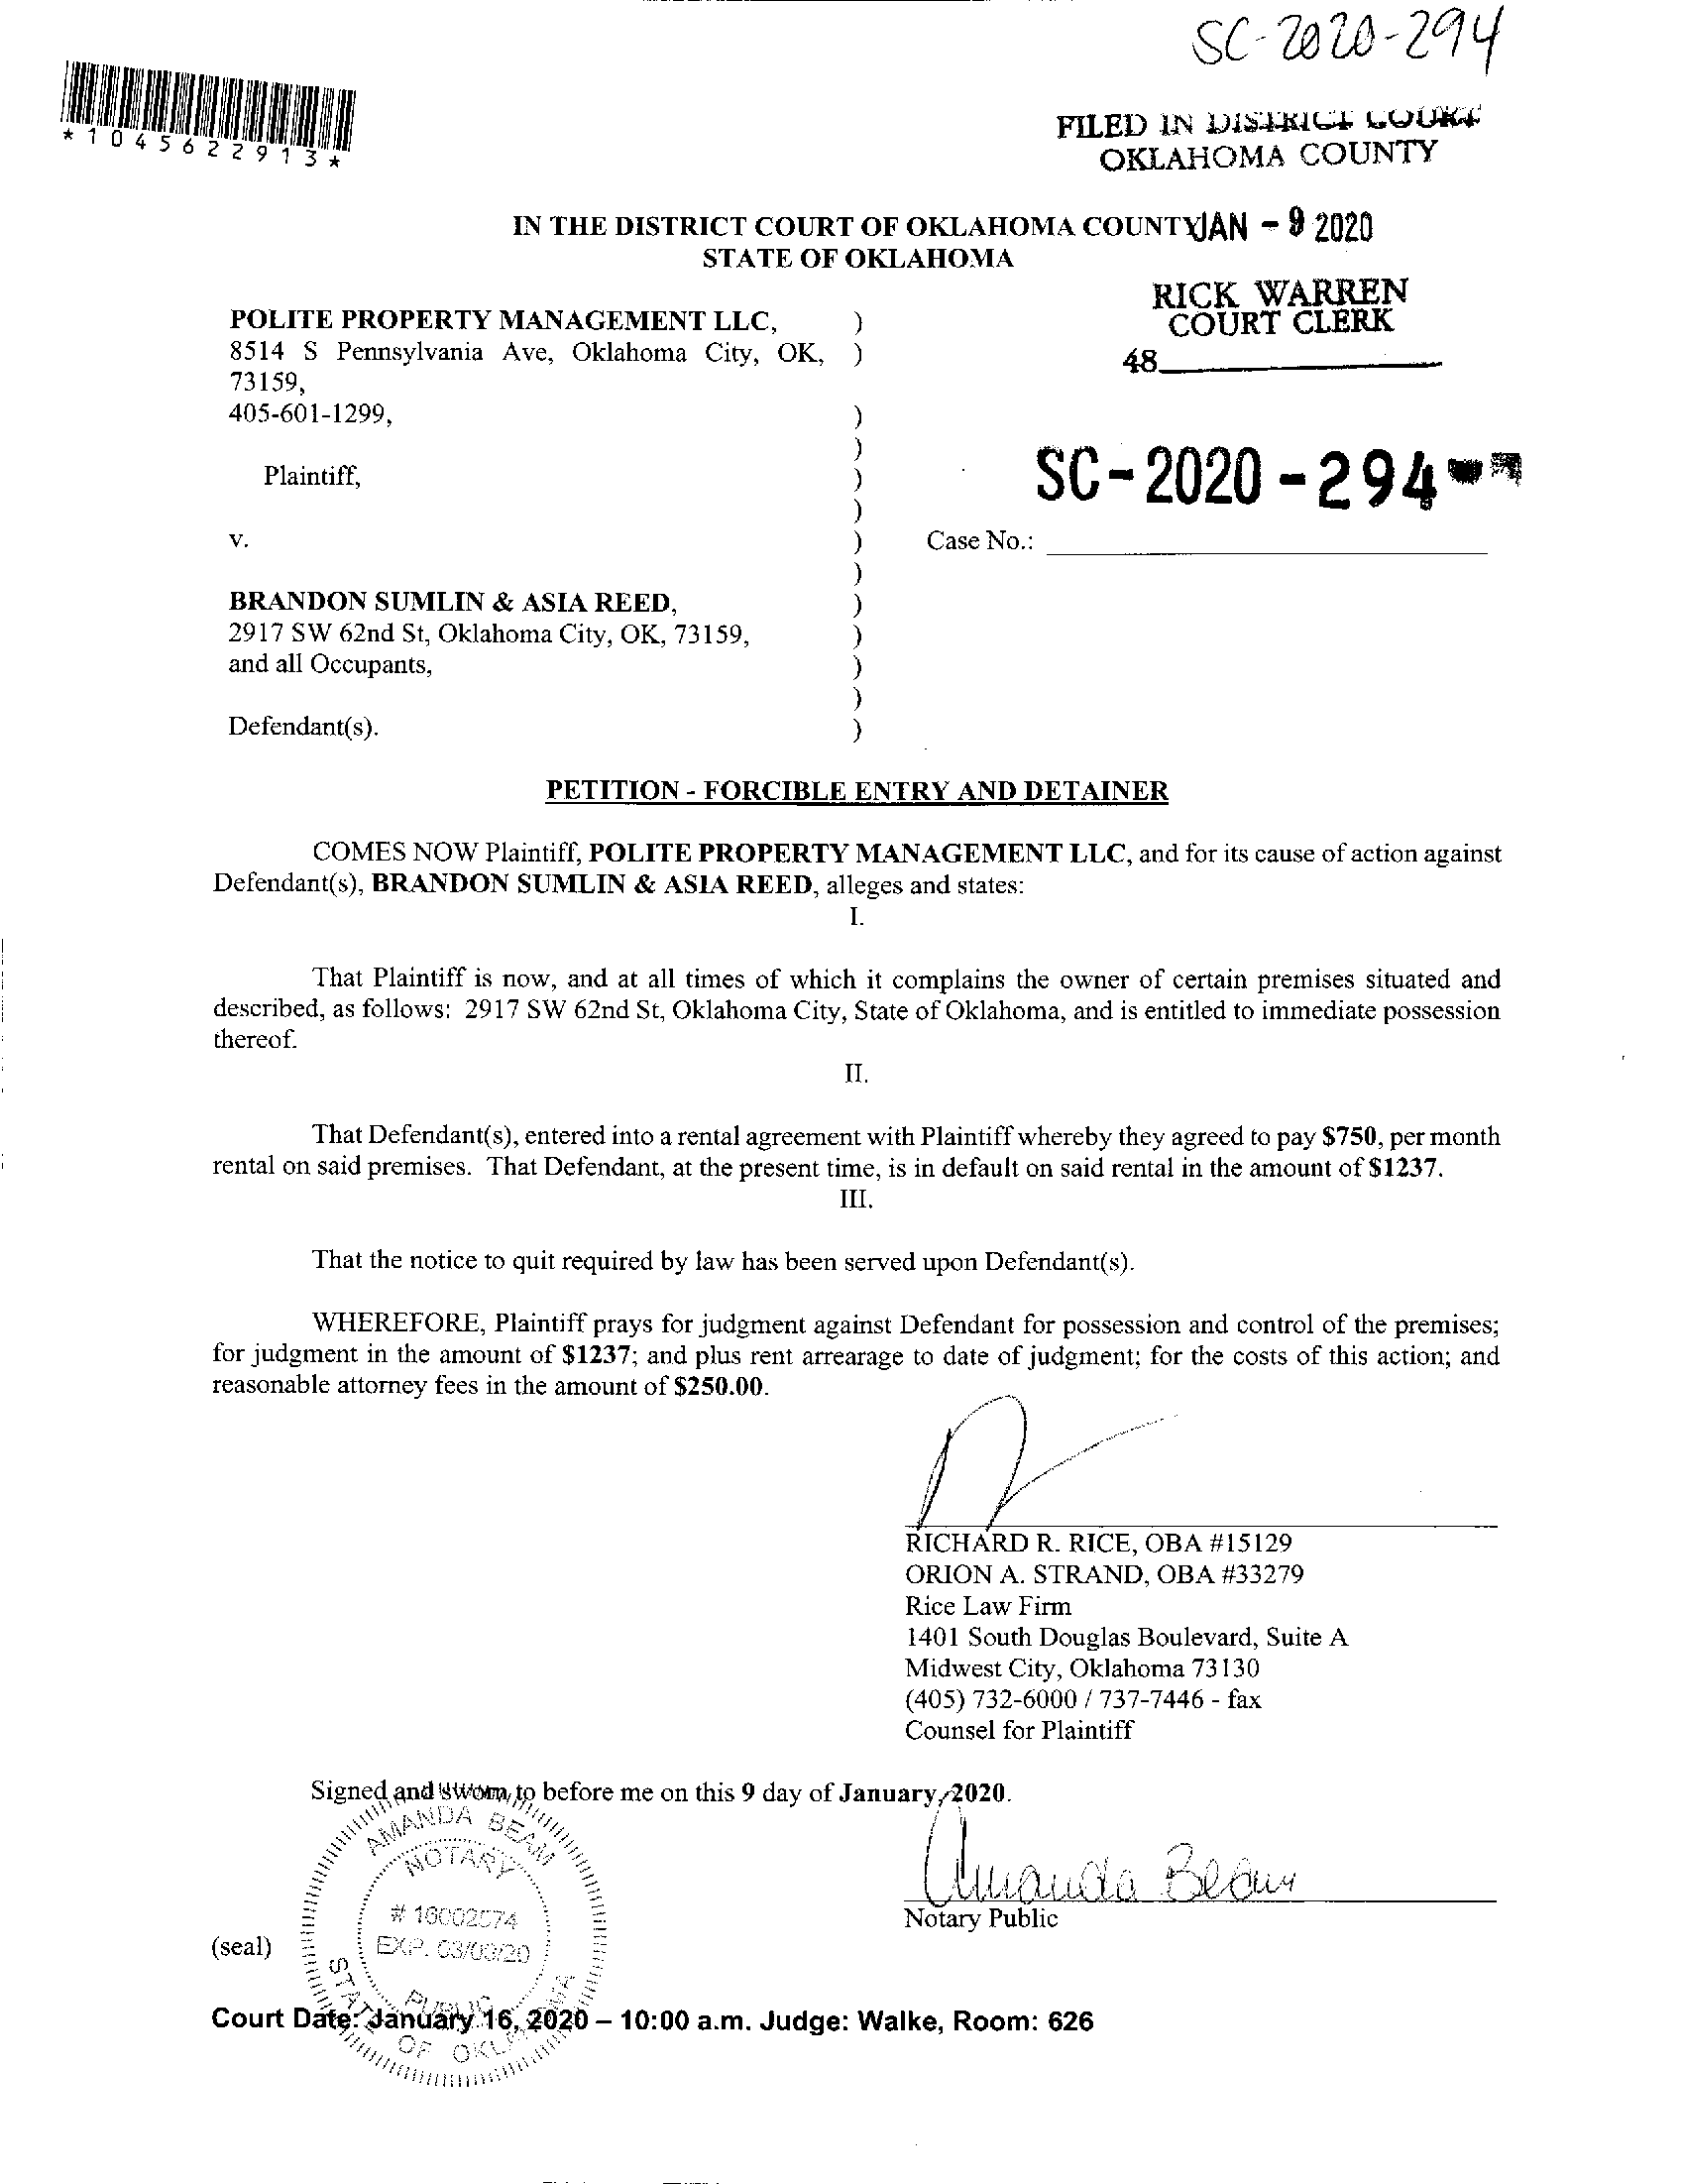 SC-2020-294
*1045622913*
FILED IN DISTRICT COURT
OKLAHOMA COUNTY
IN THE DISTRICT COURT OF OKLAHOMA COUNTY JAN - 9 2020
STATE OF OKLAHOMA
RICK WARREN
COURT CLERK
48
POLITE PROPERTY MANAGEMENT LLC, )
8514 S Pennsylvania Ave, Oklahoma City, OK, )
73159,
405-601-1299, )
)
Plaintiff, )
SC-2020-294
)
v. ) Case No.:
)
BRANDON SUMLIN & ASIA REED, )
2917 SW 62nd St, Oklahoma City, OK, 73159, )
and all Occupants, )
)
Defendant(s). )
PETITION - FORCIBLE ENTRY AND DETAINER
COMES NOW Plaintiff, POLITE PROPERTY MANAGEMENT LLC, and for its cause of action against
Defendant(s), BRANDON SUMLIN & ASIA REED, alleges and states:
I.
That Plaintiff is now, and at all times of which it complains the owner of certain premises situated and
described, as follows: 2917 SW 62nd St, Oklahoma City, State of Oklahoma, and is entitled to immediate possession
thereof.
II.
That Defendant(s), entered into a rental agreement with Plaintiff whereby they agreed to pay $750, per month
rental on said premises. That Defendant, at the present time, is in default on said rental in the amount of $1237.
III.
That the notice to quit required by law has been served upon Defendant(s).
WHEREFORE, Plaintiff prays for judgment against Defendant for possession and control of the premises;
for judgment in the amount of $1237; and plus rent arrearage to date of judgment; for the costs of this action; and
reasonable attorney fees in the amount of $250.00.
RICHARD R. RICE, OBA #15129
ORION A. STRAND, OBA #33279
Rice Law Firm
1401 South Douglas Boulevard, Suite A
Midwest City, Oklahoma 73130
(405) 732-6000 / 737-7446 - fax
Counsel for Plaintiff
Signed and sworn to before me on this 9 day of January, 2020.
AMANDA BEAM
NOTARY
EXP.
PUBLIC
STATE OF OKLAHOMA
Amanda Beam
Notary Public
(seal)
Court Date: January 16, 2020 – 10:00 a.m. Judge: Walke, Room: 626